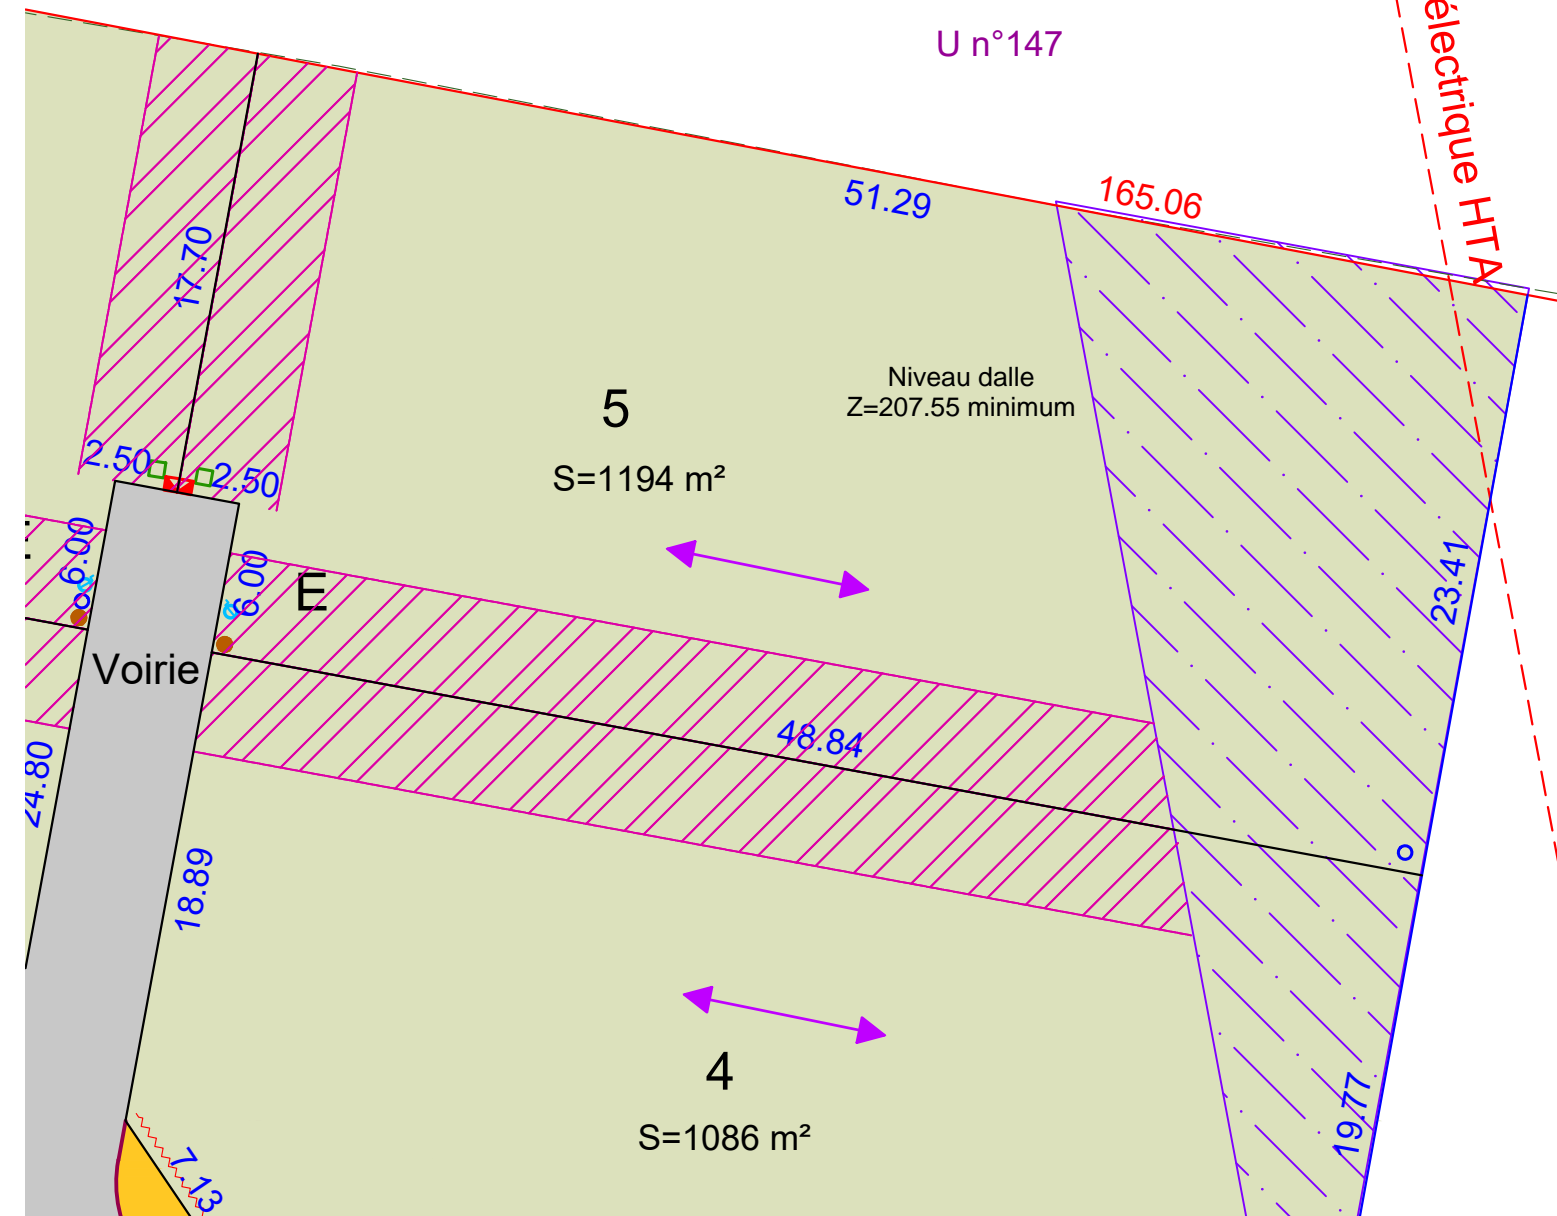 U n°147
électrique HTA
51.29
165.06
17.70
5
Niveau dalle
Z=207.55 minimum
S=1194 m²
2.50
2.50
6.00
6.00
E
23.41
Voirie
48.84
24.80
18.89
4
S=1086 m²
19.77
7.13